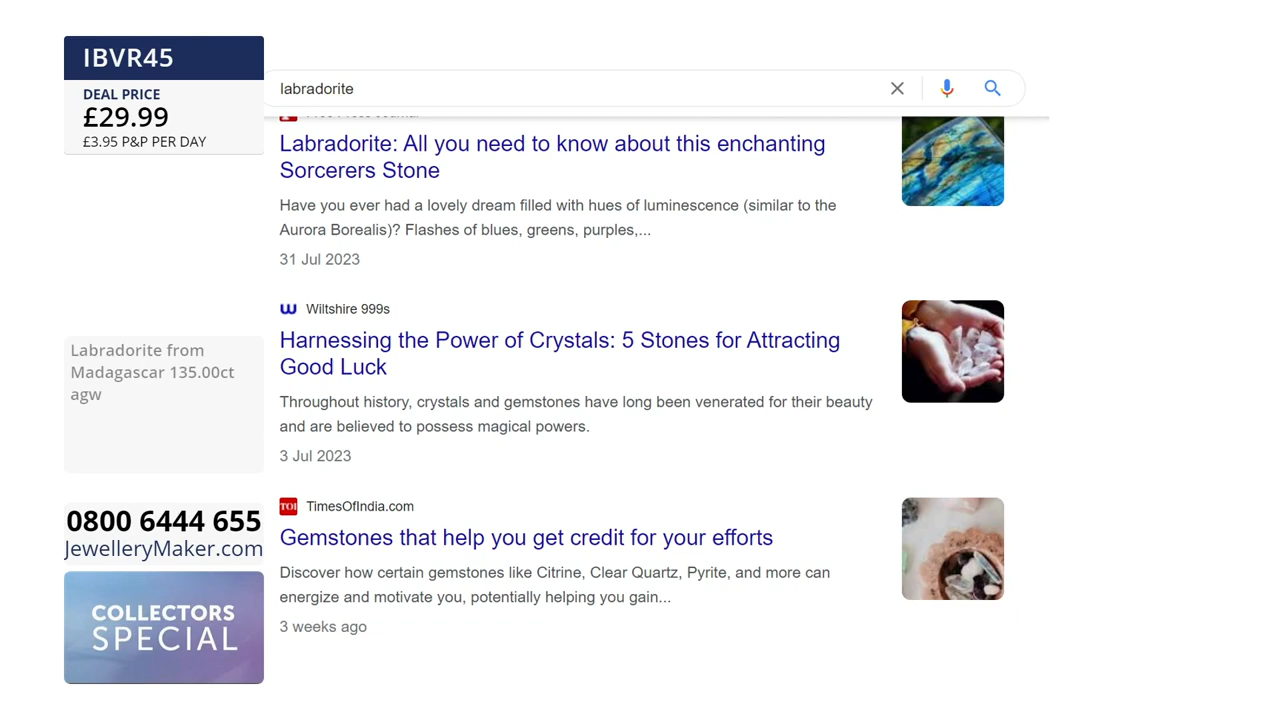 IBVR45
DEAL PRICE
£29.99
£3.95 P&P PER DAY
Labradorite from
Madagascar 135.00ct
agw
0800 6444 655
JewelleryMaker.com
COLLECTORS
SPECIAL
labradorite
Labradorite: All you need to know about this enchanting
Sorcerers Stone
Have you ever had a lovely dream filled with hues of luminescence (similar to the
Aurora Borealis)? Flashes of blues, greens, purples,...
31 Jul 2023
Wiltshire 999s
Harnessing the Power of Crystals: 5 Stones for Attracting
Good Luck
Throughout history, crystals and gemstones have long been venerated for their beauty
and are believed to possess magical powers.
3 Jul 2023
TOI TimesOfIndia.com
Gemstones that help you get credit for your efforts
Discover how certain gemstones like Citrine, Clear Quartz, Pyrite, and more can
energize and motivate you, potentially helping you gain...
3 weeks ago